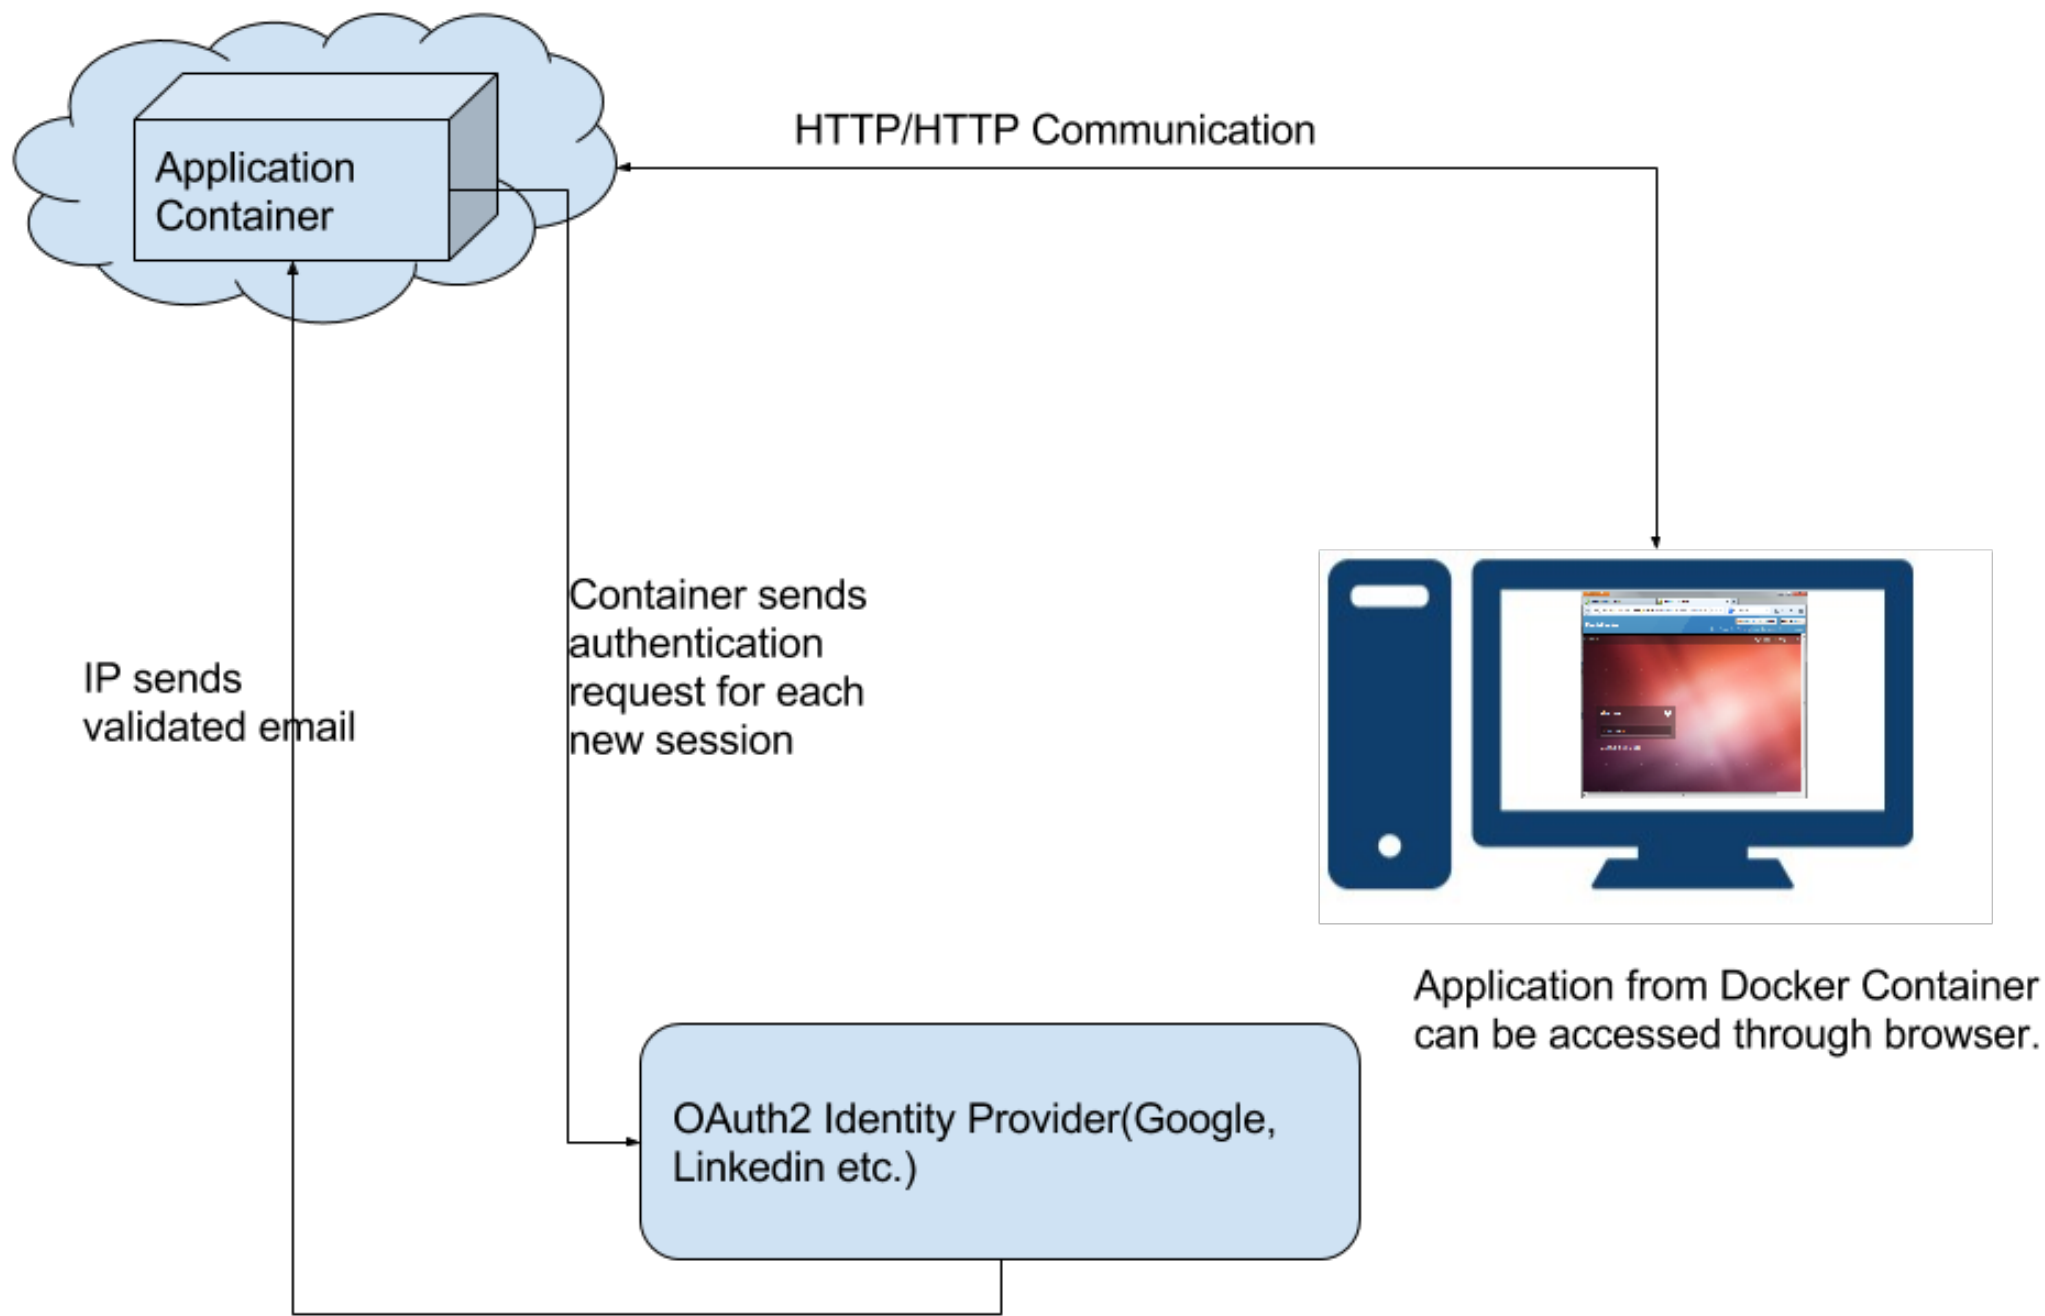 HTTP/HTTP Communication
Application
Container
Container sends
authentication
request for each
new session
IP sends
validated email
Application from Docker Container
can be accessed through browser.
OAuth2 Identity Provider(Google,
Linkedin etc.)